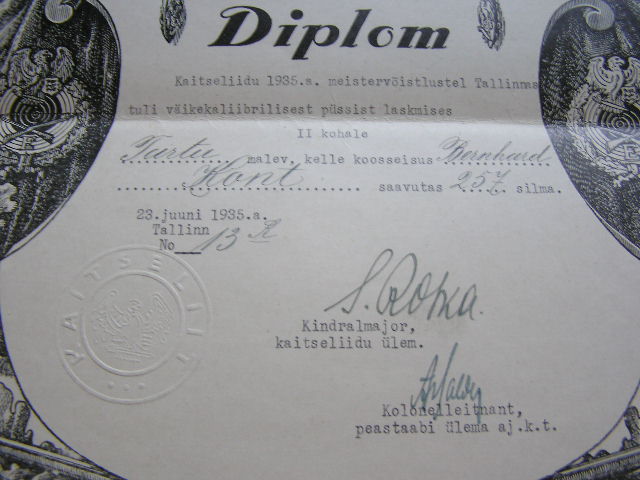 Diplom
Kaitseliidu 1935.a. meistervõistlustel Tallinnas
tuli väikekaliibrilisest püssist laskmises
II kohale
Tartu malev, kelle koosseisus Bernhard
Kont saavutas 257 silma.
23.juuni 1935.a.
Tallinn
No 13 R
KAITSELIIT
Kindralmajor,
kaitseliidu ülem.
Kolonelleitnant,
peastaabi ülema aj.k.t.